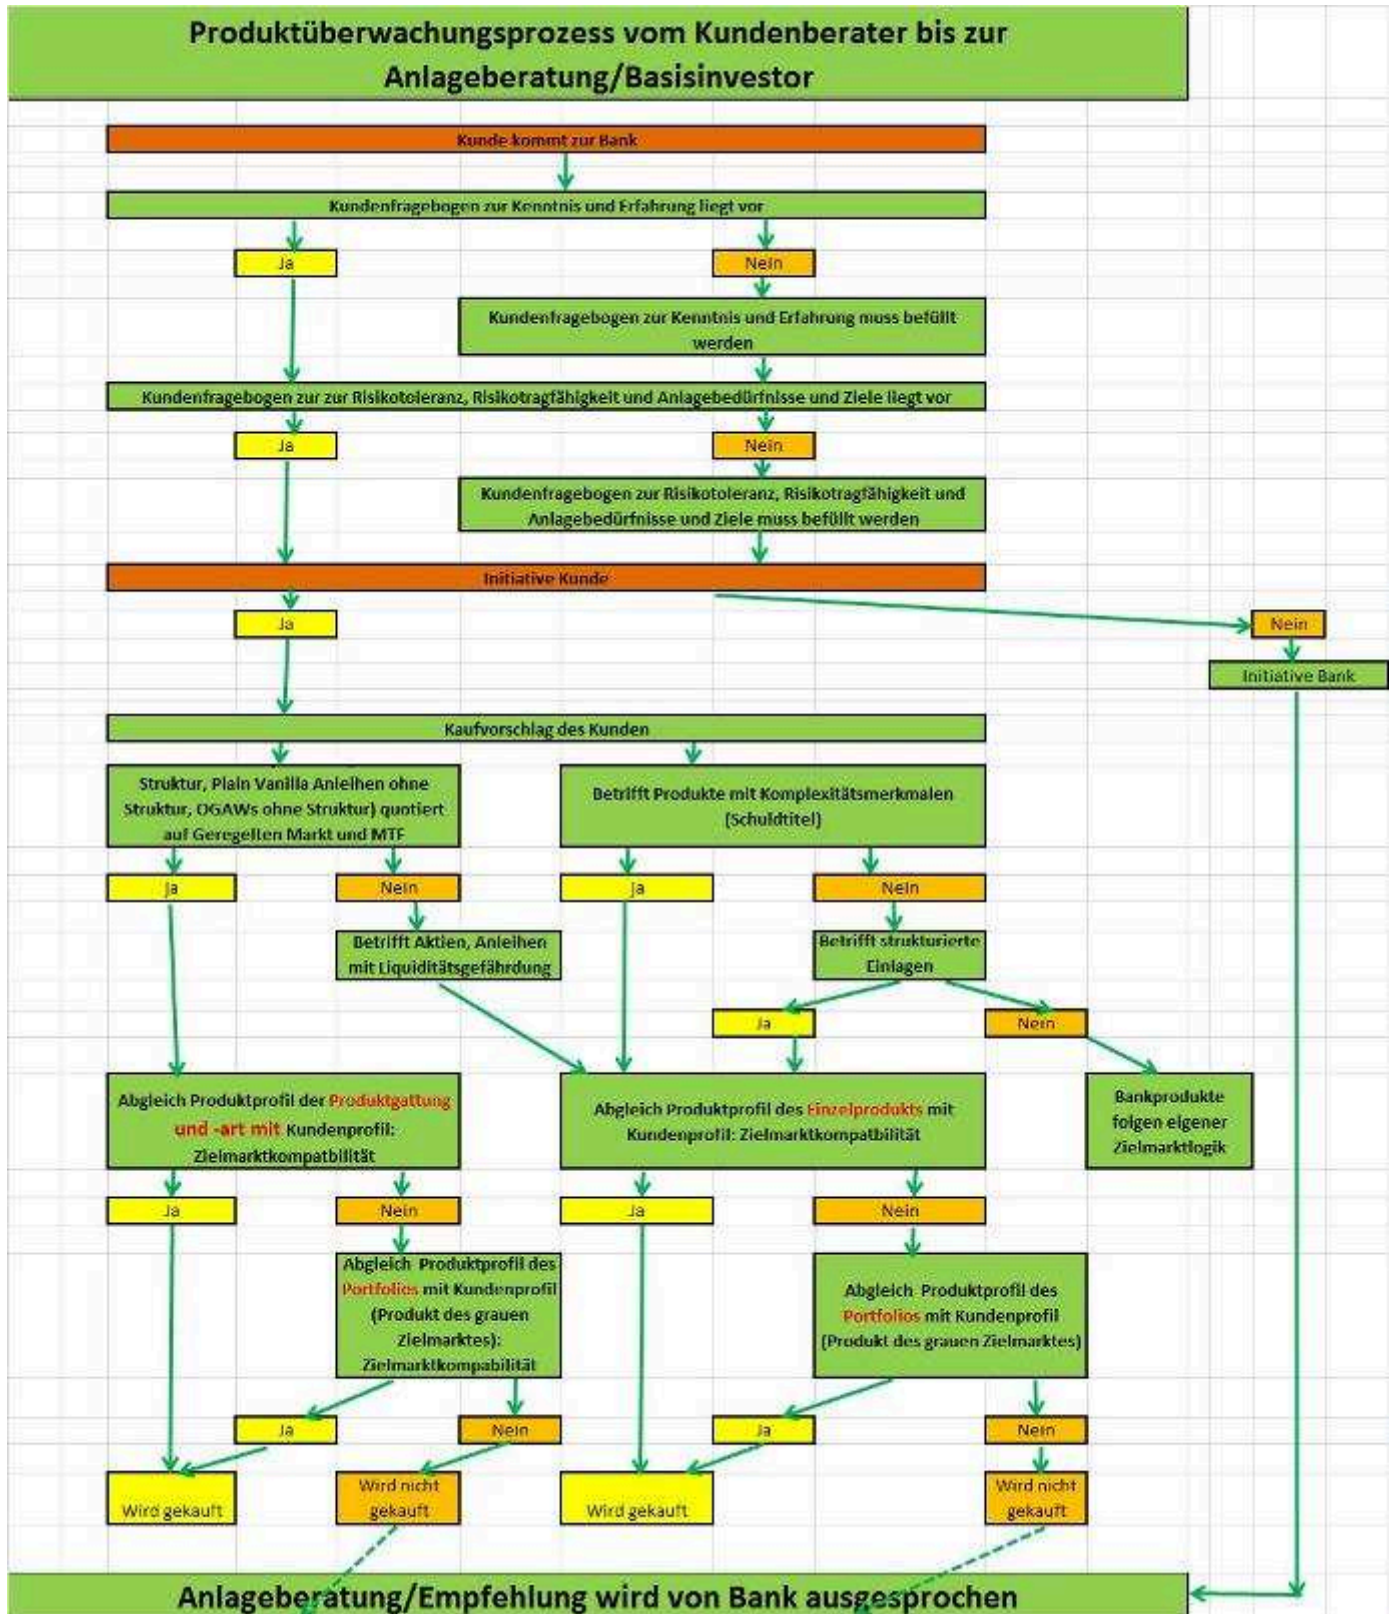 Produktüberwachungsprozess vom Kundenberater bis zur
Anlageberatung/Basisinvestor
Kunde kommt zur Bank
Kundenfragebogen zur Kenntnis und Erfahrung liegt vor
Ja
Nein
Kundenfragebogen zur Kenntnis und Erfahrung muss befüllt
werden
Kundenfragebogen zur zur Risikotoleranz, Risikotragfähigkeit und Anlagebedürfnisse und Ziele liegt vor
Ja
Nein
Kundenfragebogen zur Risikotoleranz, Risikotragfähigkeit und
Anlagebedürfnisse und Ziele muss befüllt werden
Initiative Kunde
Ja
Nein
Initiative Bank
Kaufvorschlag des Kunden
Struktur, Plain Vanilla Anleihen ohne
Struktur, OGAWs ohne Struktur) quotiert
auf Geregelten Markt und MTF
Betrifft Produkte mit Komplexitätsmerkmalen
(Schuldtitel)
Ja
Nein
Ja
Nein
Betrifft Aktien, Anleihen
mit Liquiditätsgefährdung
Betrifft strukturierte
Einlagen
Ja
Nein
Abgleich Produktprofil der Produktgattung
und -art mit Kundenprofil:
Zielmarktkompatbilität
Abgleich Produktprofil des Einzelprodukts mit
Kundenprofil: Zielmarktkompatbilität
Bankprodukte
folgen eigener
Zielmarktlogik
Ja
Nein
Ja
Nein
Abgleich Produktprofil des
Portfolios mit Kundenprofil
(Produkt des grauen
Zielmarktes):
Zielmarktkompabilität
Abgleich Produktprofil des
Portfolios mit Kundenprofil
(Produkt des grauen Zielmarktes)
Ja
Nein
Ja
Nein
Wird gekauft
Wird nicht
gekauft
Wird gekauft
Wird nicht
gekauft
Anlageberatung/Empfehlung wird von Bank ausgesprochen